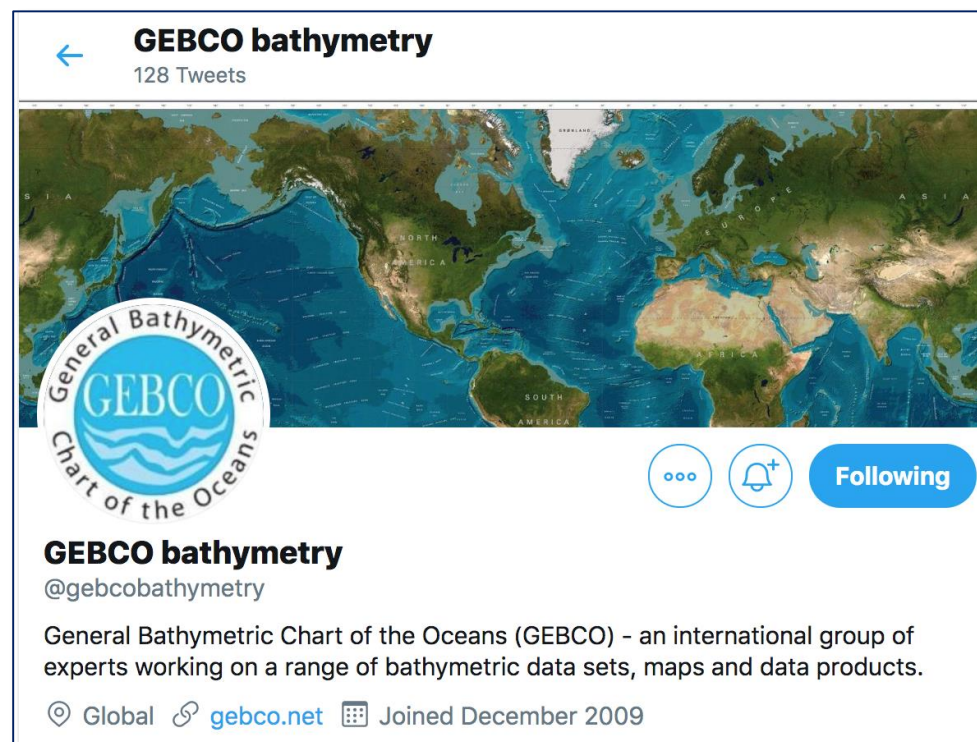 GEBCO bathymetry
128 Tweets
GRØNLAND
S I A
NORTH
AMERICA
EUROPE
A S I A
AFRICA
SOUTH
AMERICA
General Bathymetric
GEBCO
Chart of the Oceans
Following
GEBCO bathymetry
@gebcobathymetry
General Bathymetric Chart of the Oceans (GEBCO) - an international group of
experts working on a range of bathymetric data sets, maps and data products.
Global gebco.net Joined December 2009